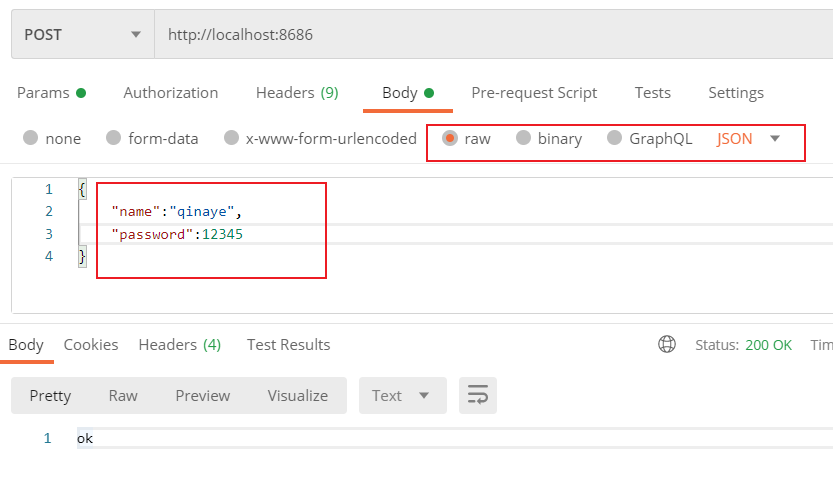 POST http://localhost:8686
Params Authorization Headers (9) Body Pre-request Script Tests Settings
none form-data x-www-form-urlencoded raw binary GraphQL JSON
1 {
2 "name":"qinaye",
3 "password":12345
4 }
Body Cookies Headers (4) Test Results Status: 200 OK Tim
Pretty Raw Preview Visualize Text
1 ok